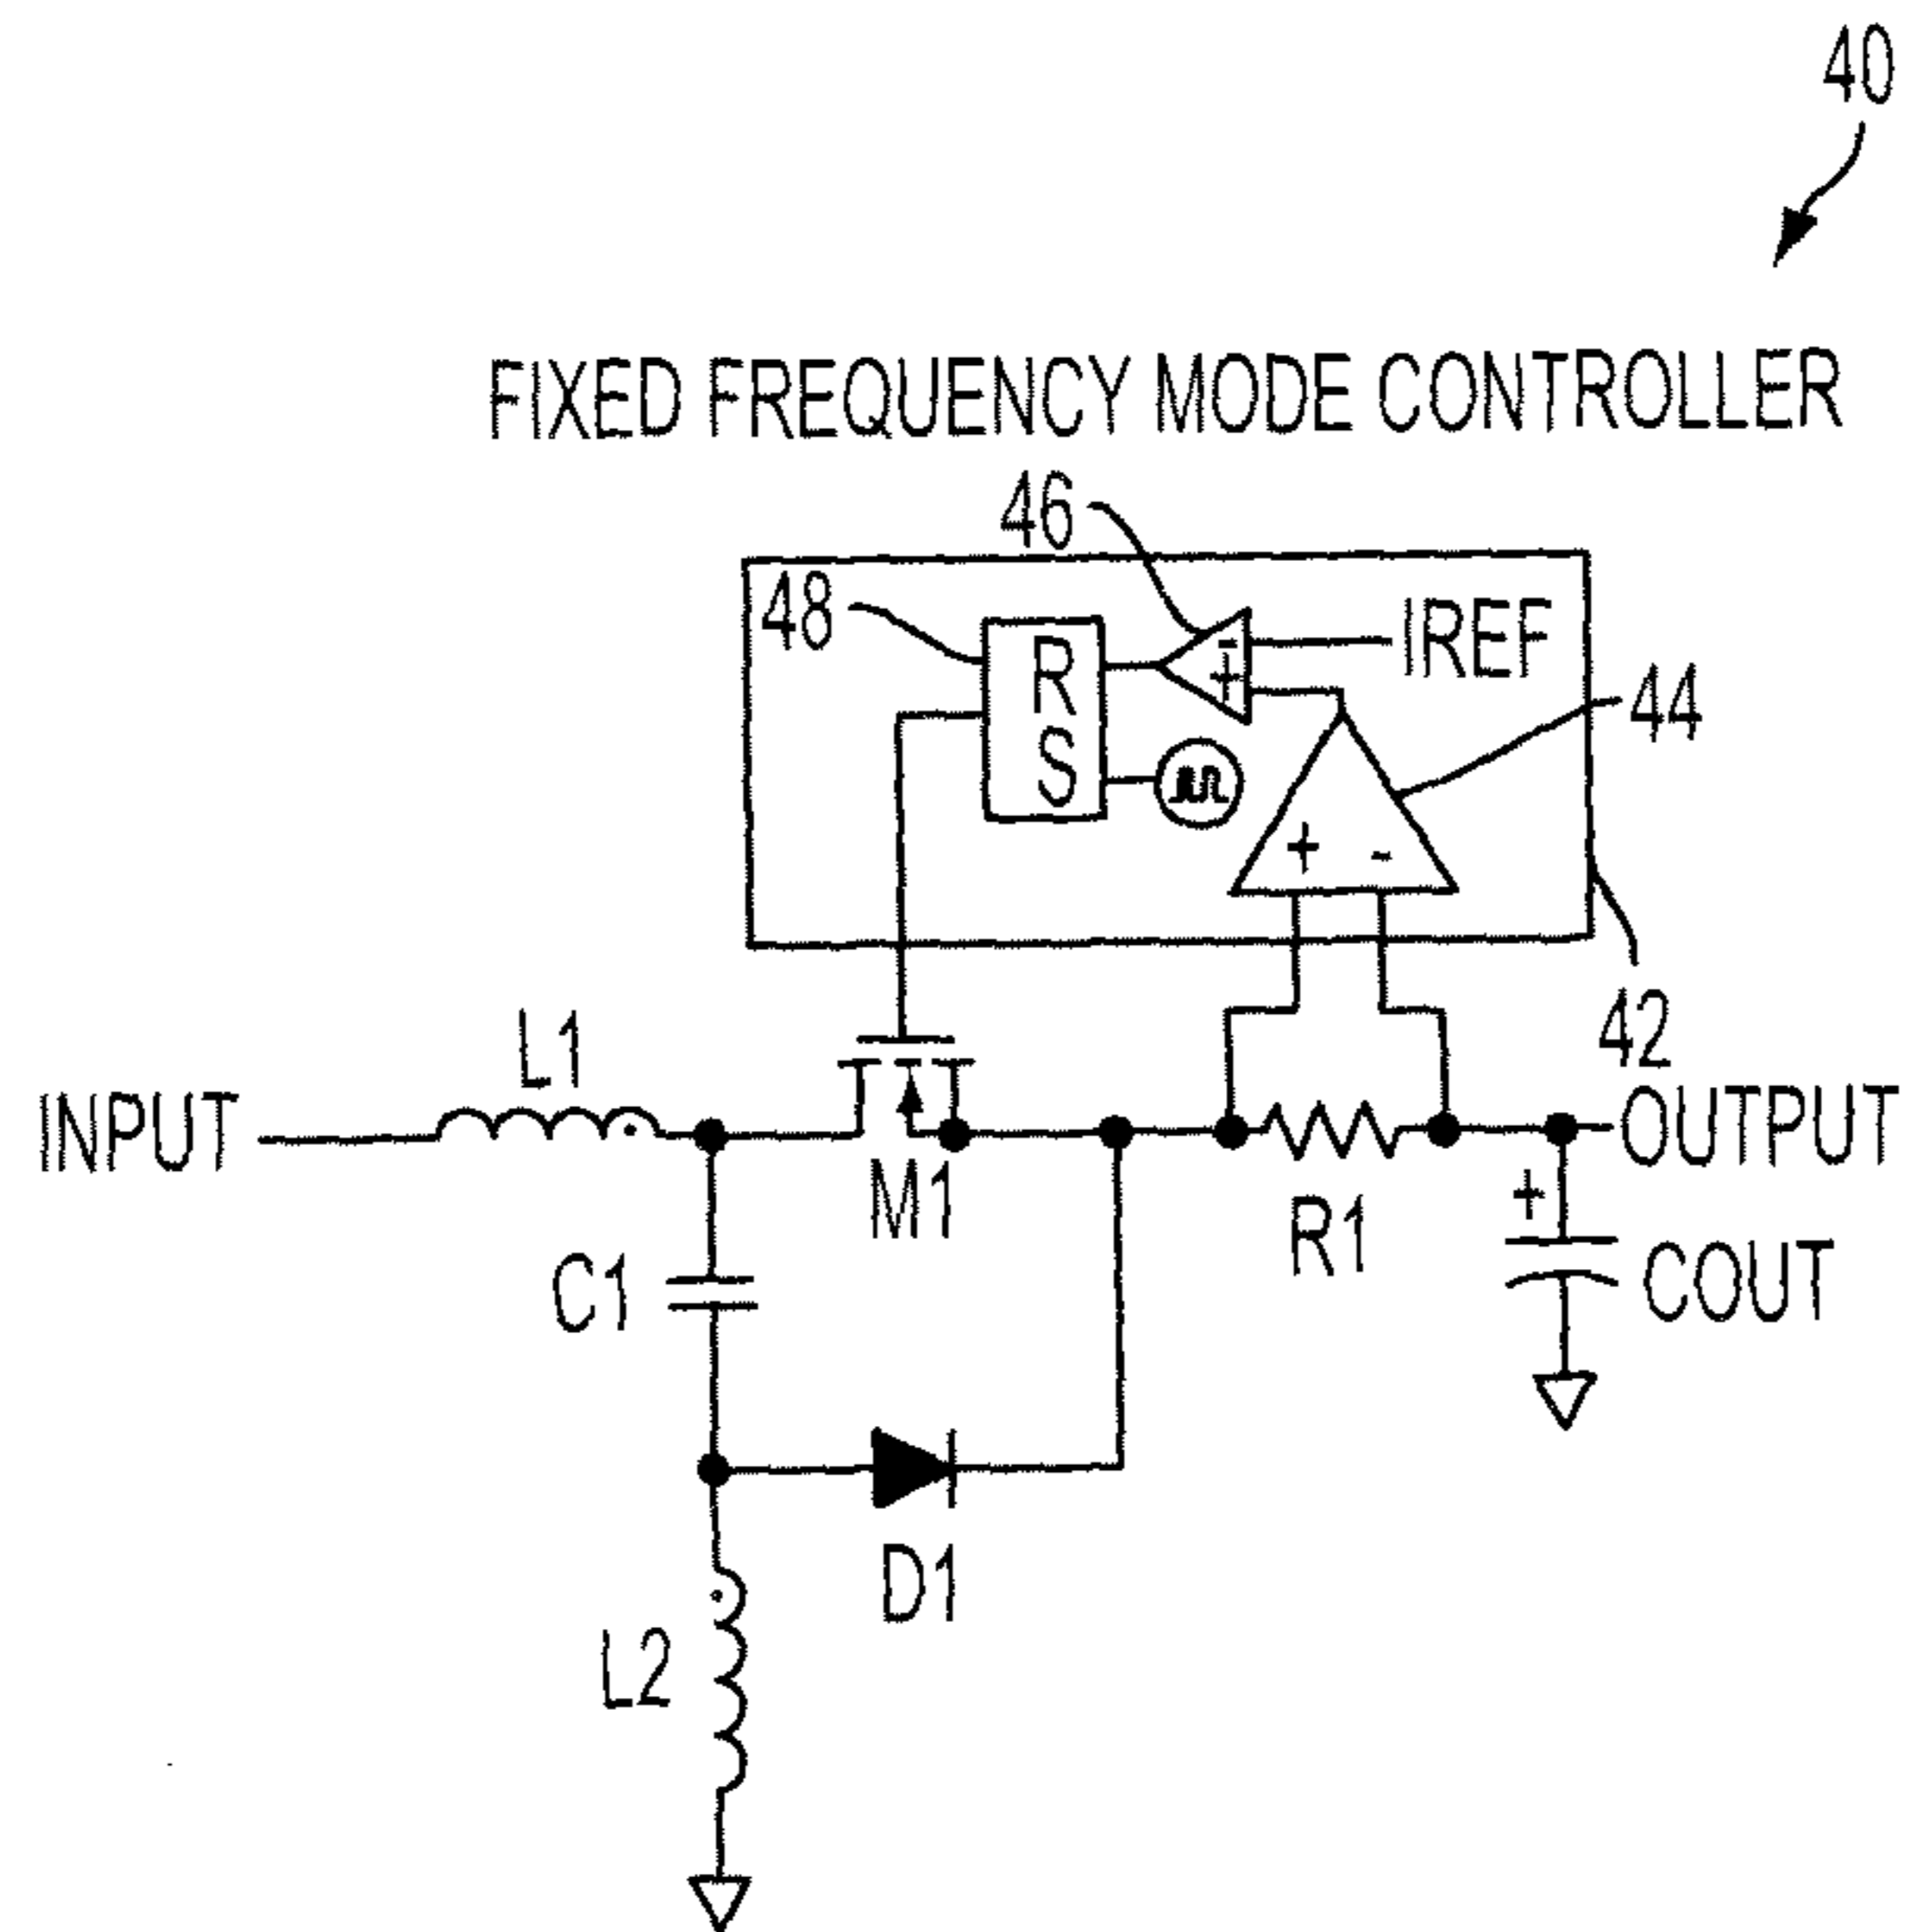 40
FIXED FREQUENCY MODE CONTROLLER
46
48
R
S
-
+
IREF
44
+ -
42
L1
INPUT
M1
R1
OUTPUT
+
COUT
C1
D1
L2